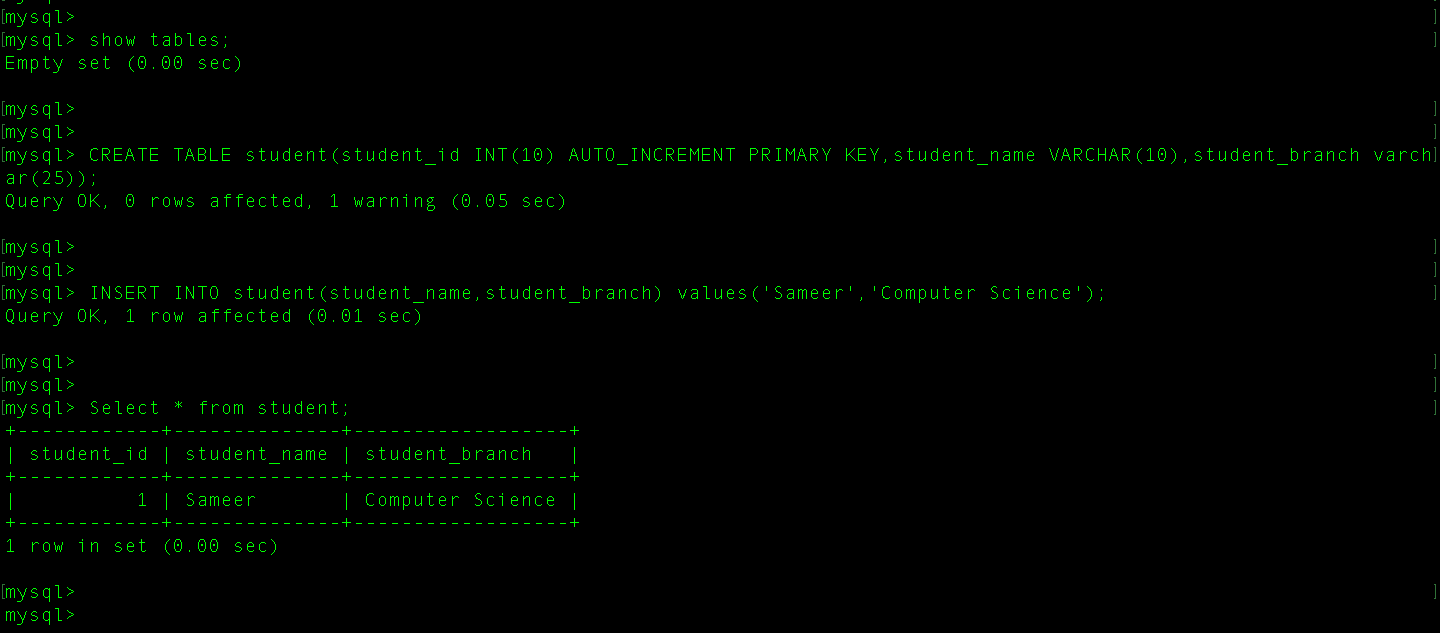 [mysql> ]
[mysql> show tables; ]
Empty set (0.00 sec)
[mysql> ]
[mysql> ]
[mysql> CREATE TABLE student(student_id INT(10) AUTO_INCREMENT PRIMARY KEY,student_name VARCHAR(10),student_branch varch]
ar(25));
Query OK, 0 rows affected, 1 warning (0.05 sec)
[mysql> ]
[mysql> ]
[mysql> INSERT INTO student(student_name,student_branch) values('Sameer','Computer Science'); ]
Query OK, 1 row affected (0.01 sec)
[mysql> ]
[mysql> ]
[mysql> Select * from student; ]
+------------+--------------+------------------+
| student_id | student_name | student_branch   |
+------------+--------------+------------------+
|          1 | Sameer       | Computer Science |
+------------+--------------+------------------+
1 row in set (0.00 sec)
[mysql> ]
mysql>